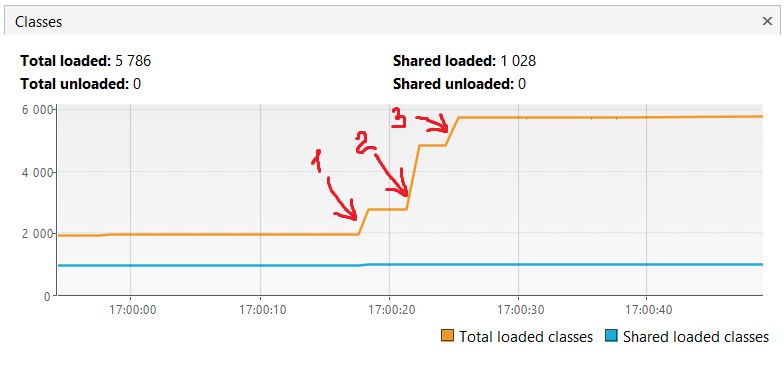 Classes
Total loaded: 5 786 Shared loaded: 1 028
Total unloaded: 0 Shared unloaded: 0
6 000
4 000
2 000
0
1 2 3
17:00:00 17:00:10 17:00:20 17:00:30 17:00:40
Total loaded classes Shared loaded classes